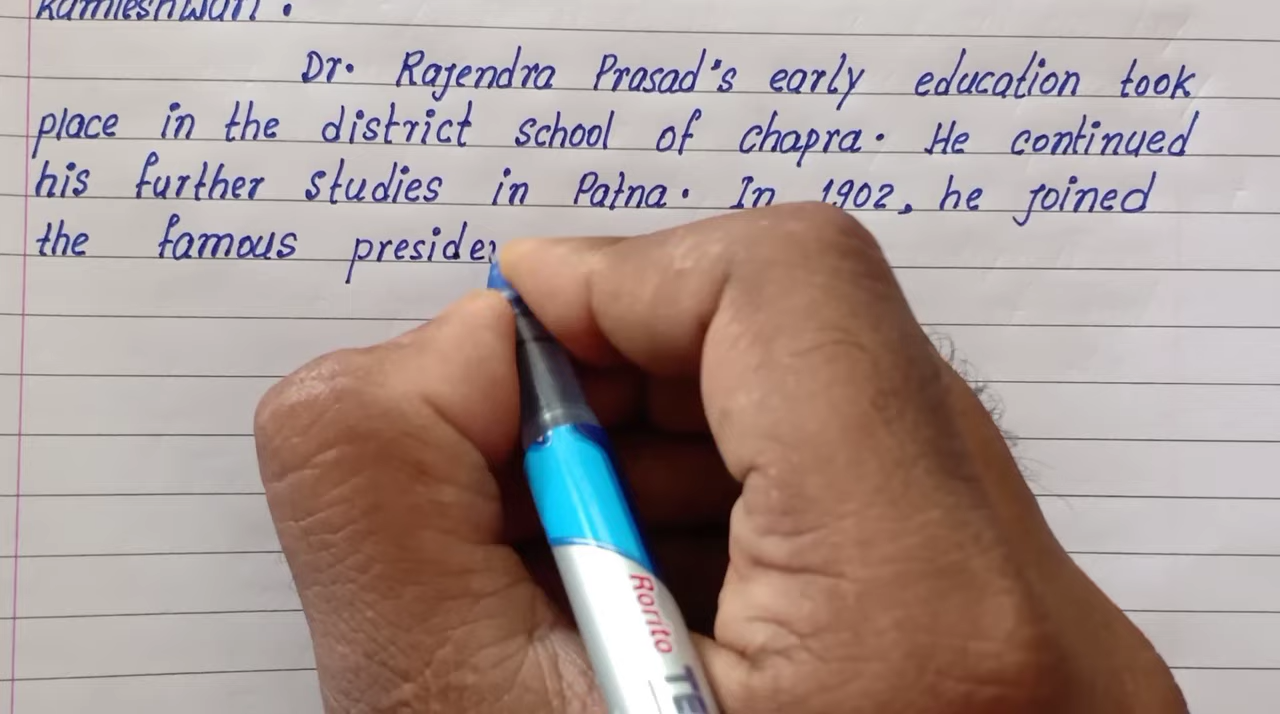 Kamleshwari.
Dr. Rajendra Prasad's early education took
place in the district school of chapra. He continued
his further studies in Patna. In 1902, he joined
the famous preside
Rorito